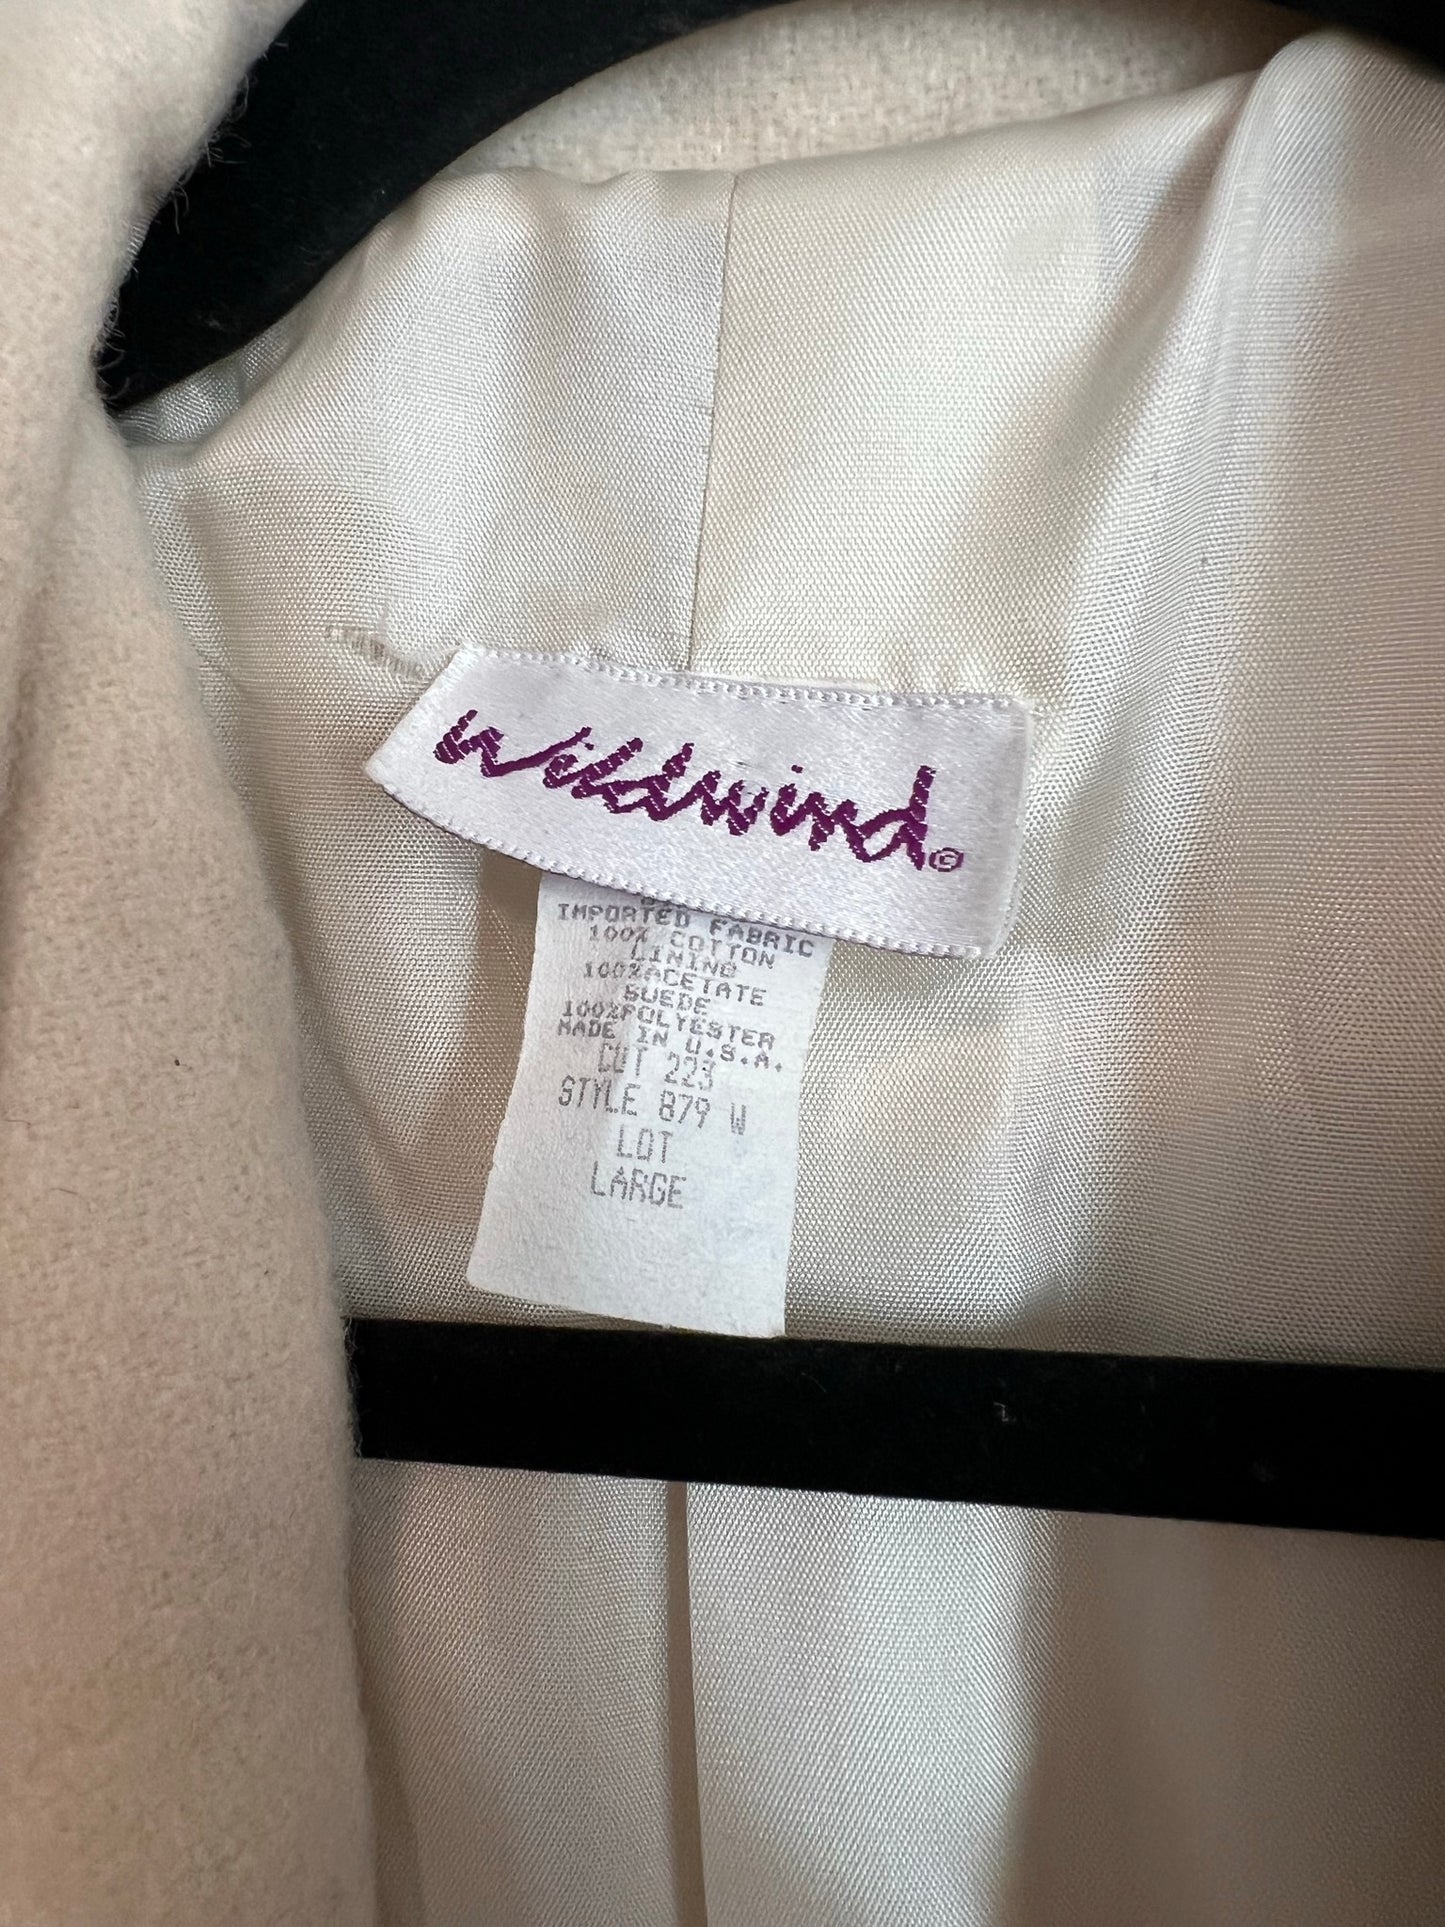 Wildwind©
IMPORTED FABRIC
100% COTTON
LINING
100%ACETATE
SUEDE
100%POLYESTER
MADE IN U.S.A.
CUT 223
STYLE 879 W
LOT
LARGE